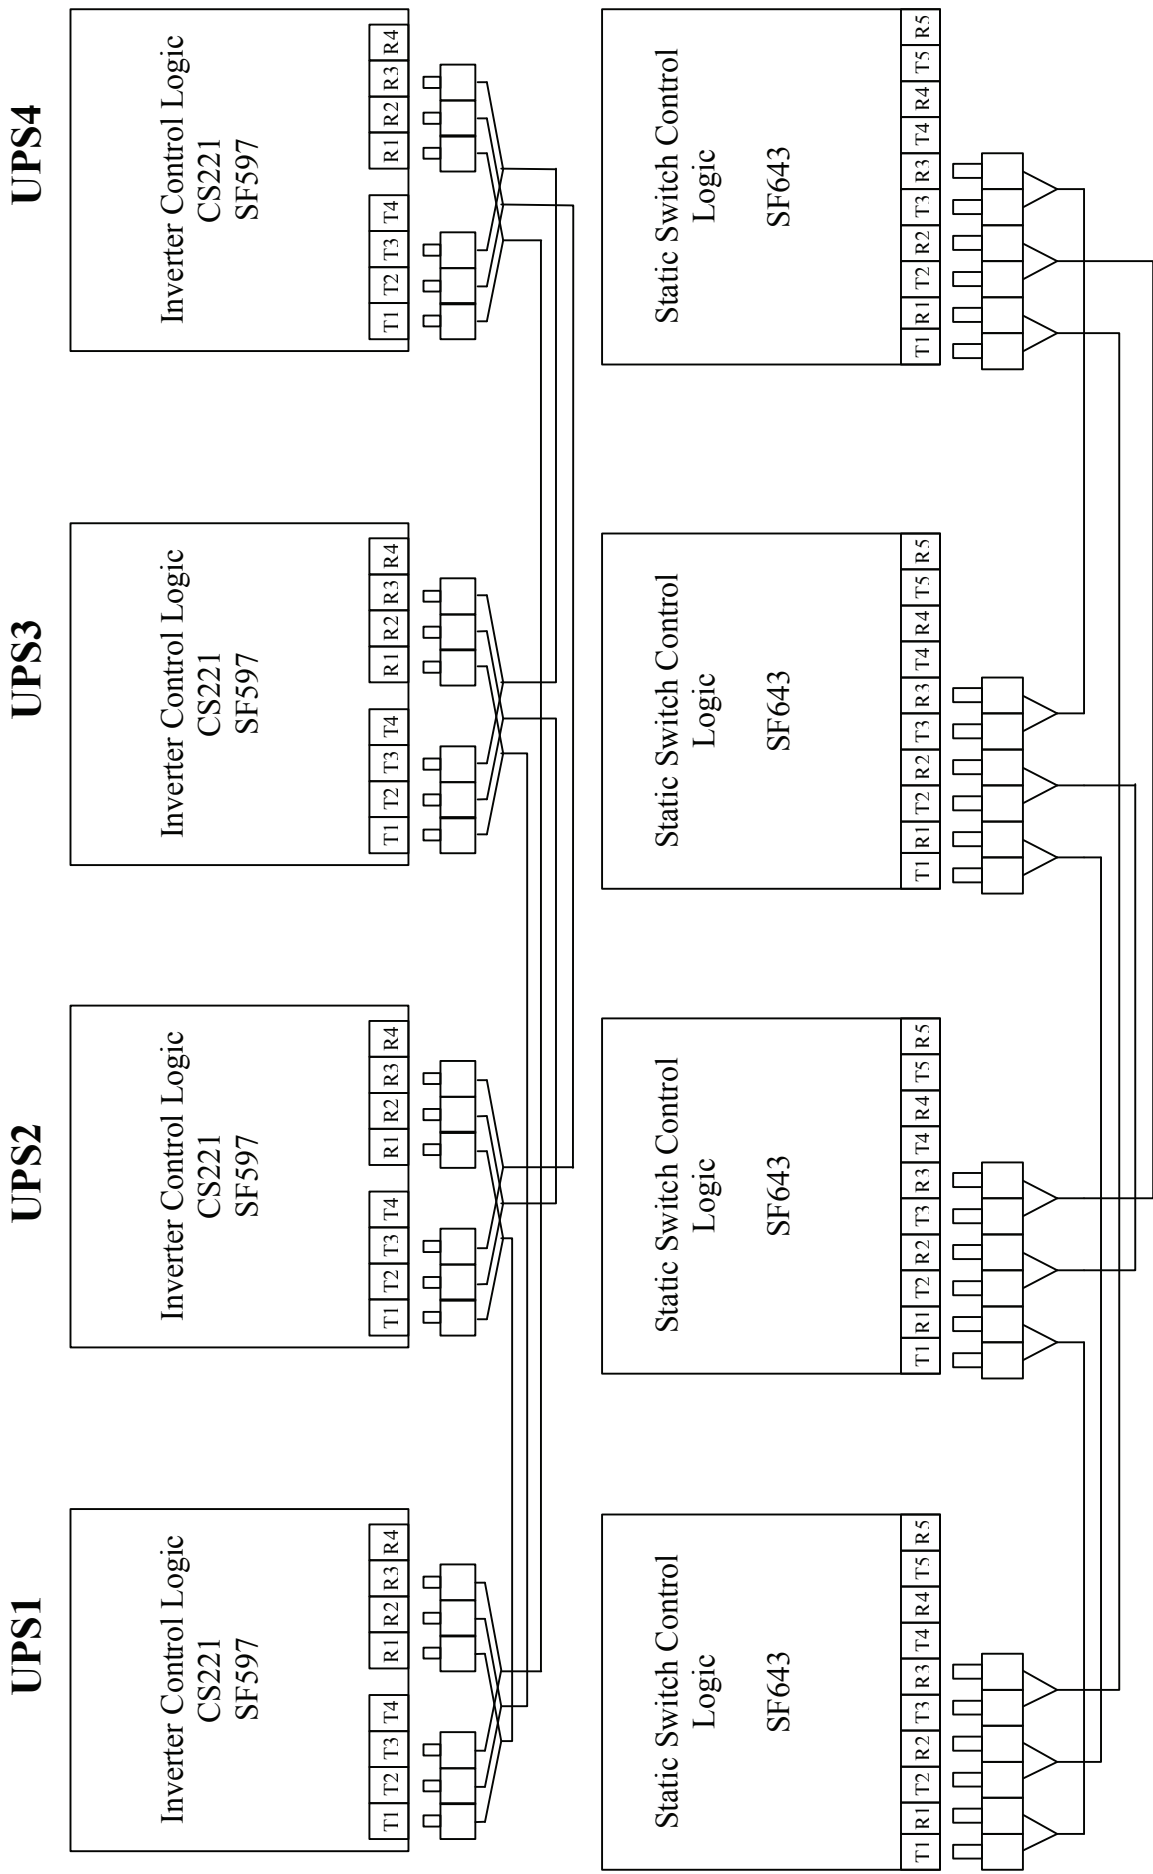 UPS1
UPS2
UPS3
UPS4
Inverter Control Logic
CS221
SF597
T1 T2 T3 T4 R1 R2 R3 R4
Inverter Control Logic
CS221
SF597
T1 T2 T3 T4 R1 R2 R3 R4
Inverter Control Logic
CS221
SF597
T1 T2 T3 T4 R1 R2 R3 R4
Inverter Control Logic
CS221
SF597
T1 T2 T3 T4 R1 R2 R3 R4
Static Switch Control
Logic
SF643
T1 R1 T2 R2 T3 R3 T4 R4 T5 R5
Static Switch Control
Logic
SF643
T1 R1 T2 R2 T3 R3 T4 R4 T5 R5
Static Switch Control
Logic
SF643
T1 R1 T2 R2 T3 R3 T4 R4 T5 R5
Static Switch Control
Logic
SF643
T1 R1 T2 R2 T3 R3 T4 R4 T5 R5